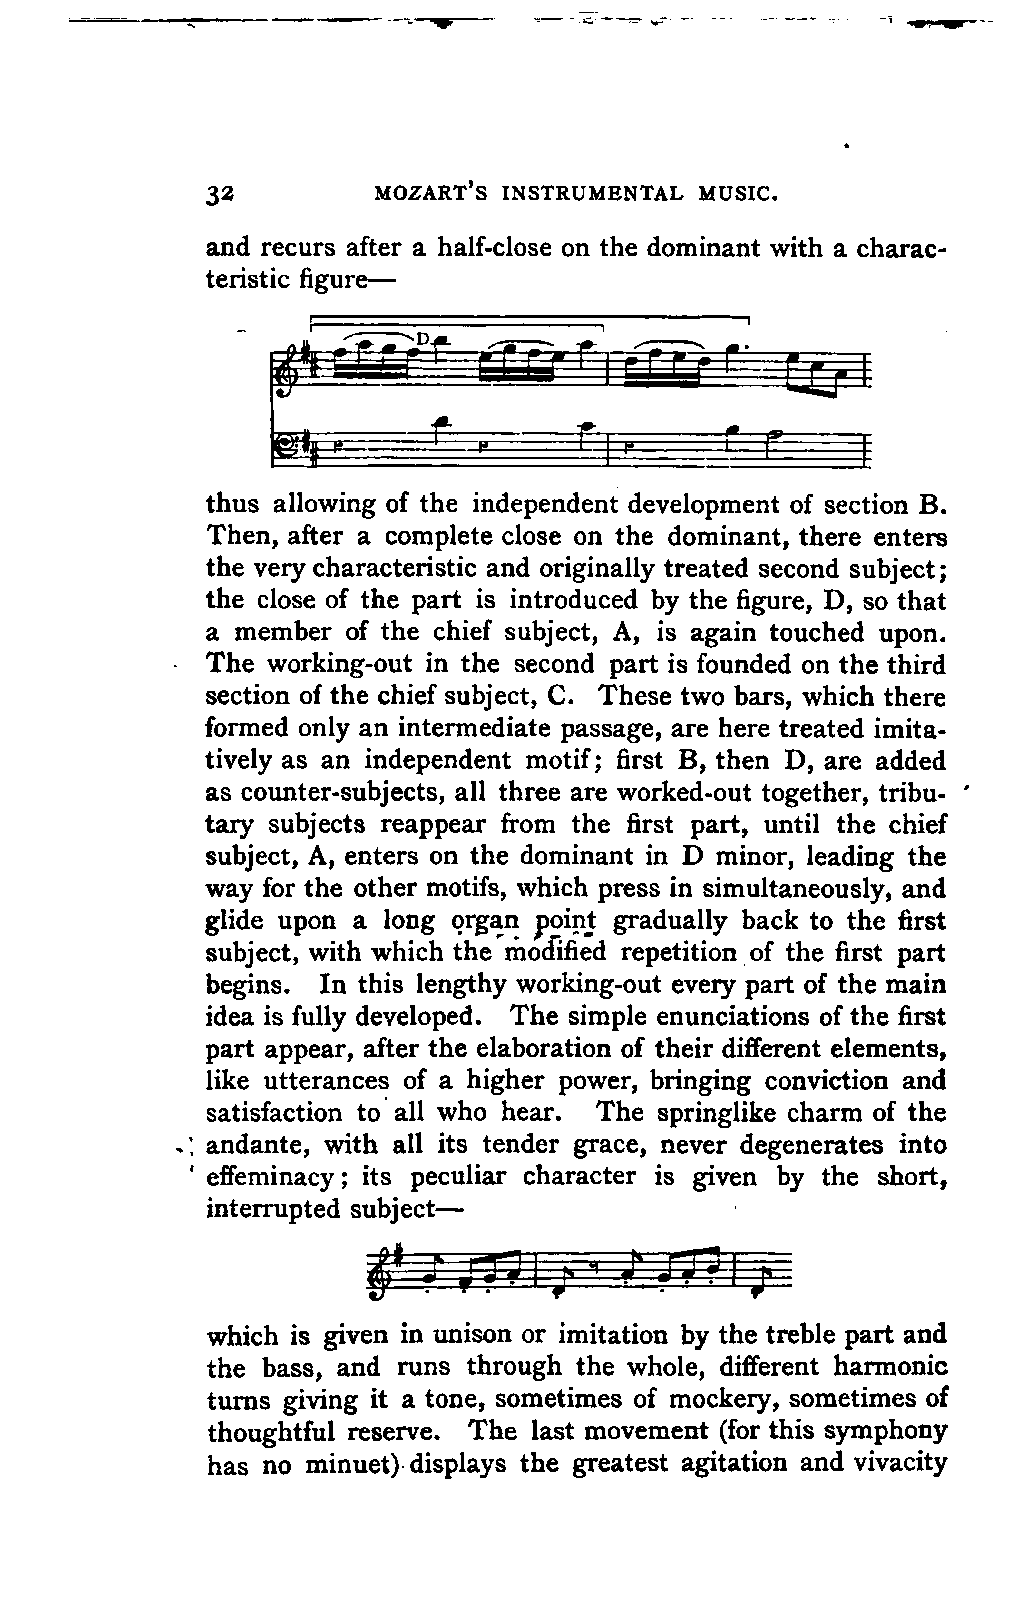 32 MOZART'S INSTRUMENTAL MUSIC.
and recurs after a half-close on the dominant with a charac-
teristic figure—
D
thus allowing of the independent development of section B.
Then, after a complete close on the dominant, there enters
the very characteristic and originally treated second subject;
the close of the part is introduced by the figure, D, so that
a member of the chief subject, A, is again touched upon.
The working-out in the second part is founded on the third
section of the chief subject, C. These two bars, which there
formed only an intermediate passage, are here treated imita-
tively as an independent motif; first B, then D, are added
as counter-subjects, all three are worked-out together, tribu-
tary subjects reappear from the first part, until the chief
subject, A, enters on the dominant in D minor, leading the
way for the other motifs, which press in simultaneously, and
glide upon a long organ point gradually back to the first
subject, with which the modified repetition of the first part
begins. In this lengthy working-out every part of the main
idea is fully developed. The simple enunciations of the first
part appear, after the elaboration of their different elements,
like utterances of a higher power, bringing conviction and
satisfaction to all who hear. The springlike charm of the
andante, with all its tender grace, never degenerates into
effeminacy; its peculiar character is given by the short,
interrupted subject—
which is given in unison or imitation by the treble part and
the bass, and runs through the whole, different harmonic
turns giving it a tone, sometimes of mockery, sometimes of
thoughtful reserve. The last movement (for this symphony
has no minuet) displays the greatest agitation and vivacity